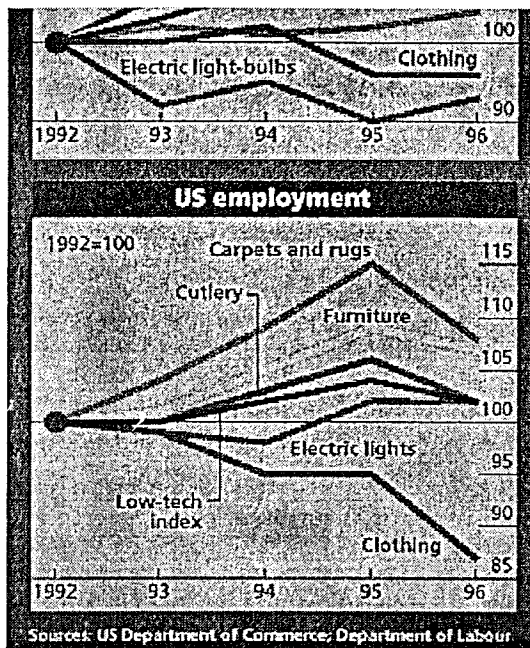 100
Electric light-bulbs
Clothing
90
1992 93 94 95 96
US employment
1992=100
Carpets and rugs
115
Cutlery
110
Furniture
105
100
Electric lights
95
Low-tech
index
90
Clothing
85
1992 93 94 95 96
Sources: US Department of Commerce; Department of Labour